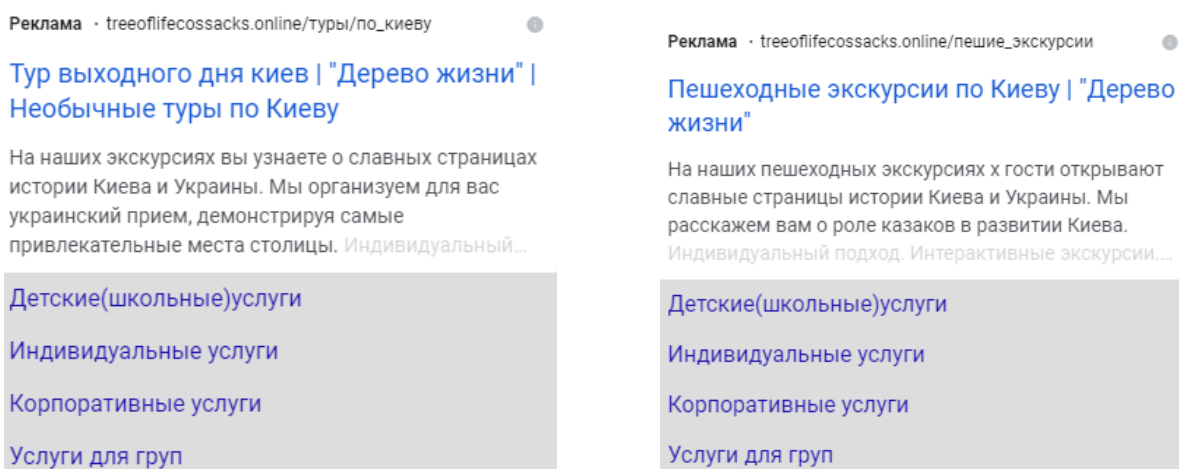 Реклама · treeoflifecossacks.online/туры/по_киеву
Тур выходного дня киев | "Дерево жизни" |
Необычные туры по Киеву
На наших экскурсиях вы узнаете о славных страницах
истории Киева и Украины. Мы организуем для вас
украинский прием, демонстрируя самые
привлекательные места столицы. Индивидуальный...
Детские(школьные)услуги
Индивидуальные услуги
Корпоративные услуги
Услуги для груп
Реклама · treeoflifecossacks.online/пешие_экскурсии
Пешеходные экскурсии по Киеву | "Дерево
жизни"
На наших пешеходных экскурсиях х гости открывают
славные страницы истории Киева и Украины. Мы
расскажем вам о роле казаков в развитии Киева.
Индивидуальный подход. Интерактивные экскурсии....
Детские(школьные)услуги
Индивидуальные услуги
Корпоративные услуги
Услуги для груп